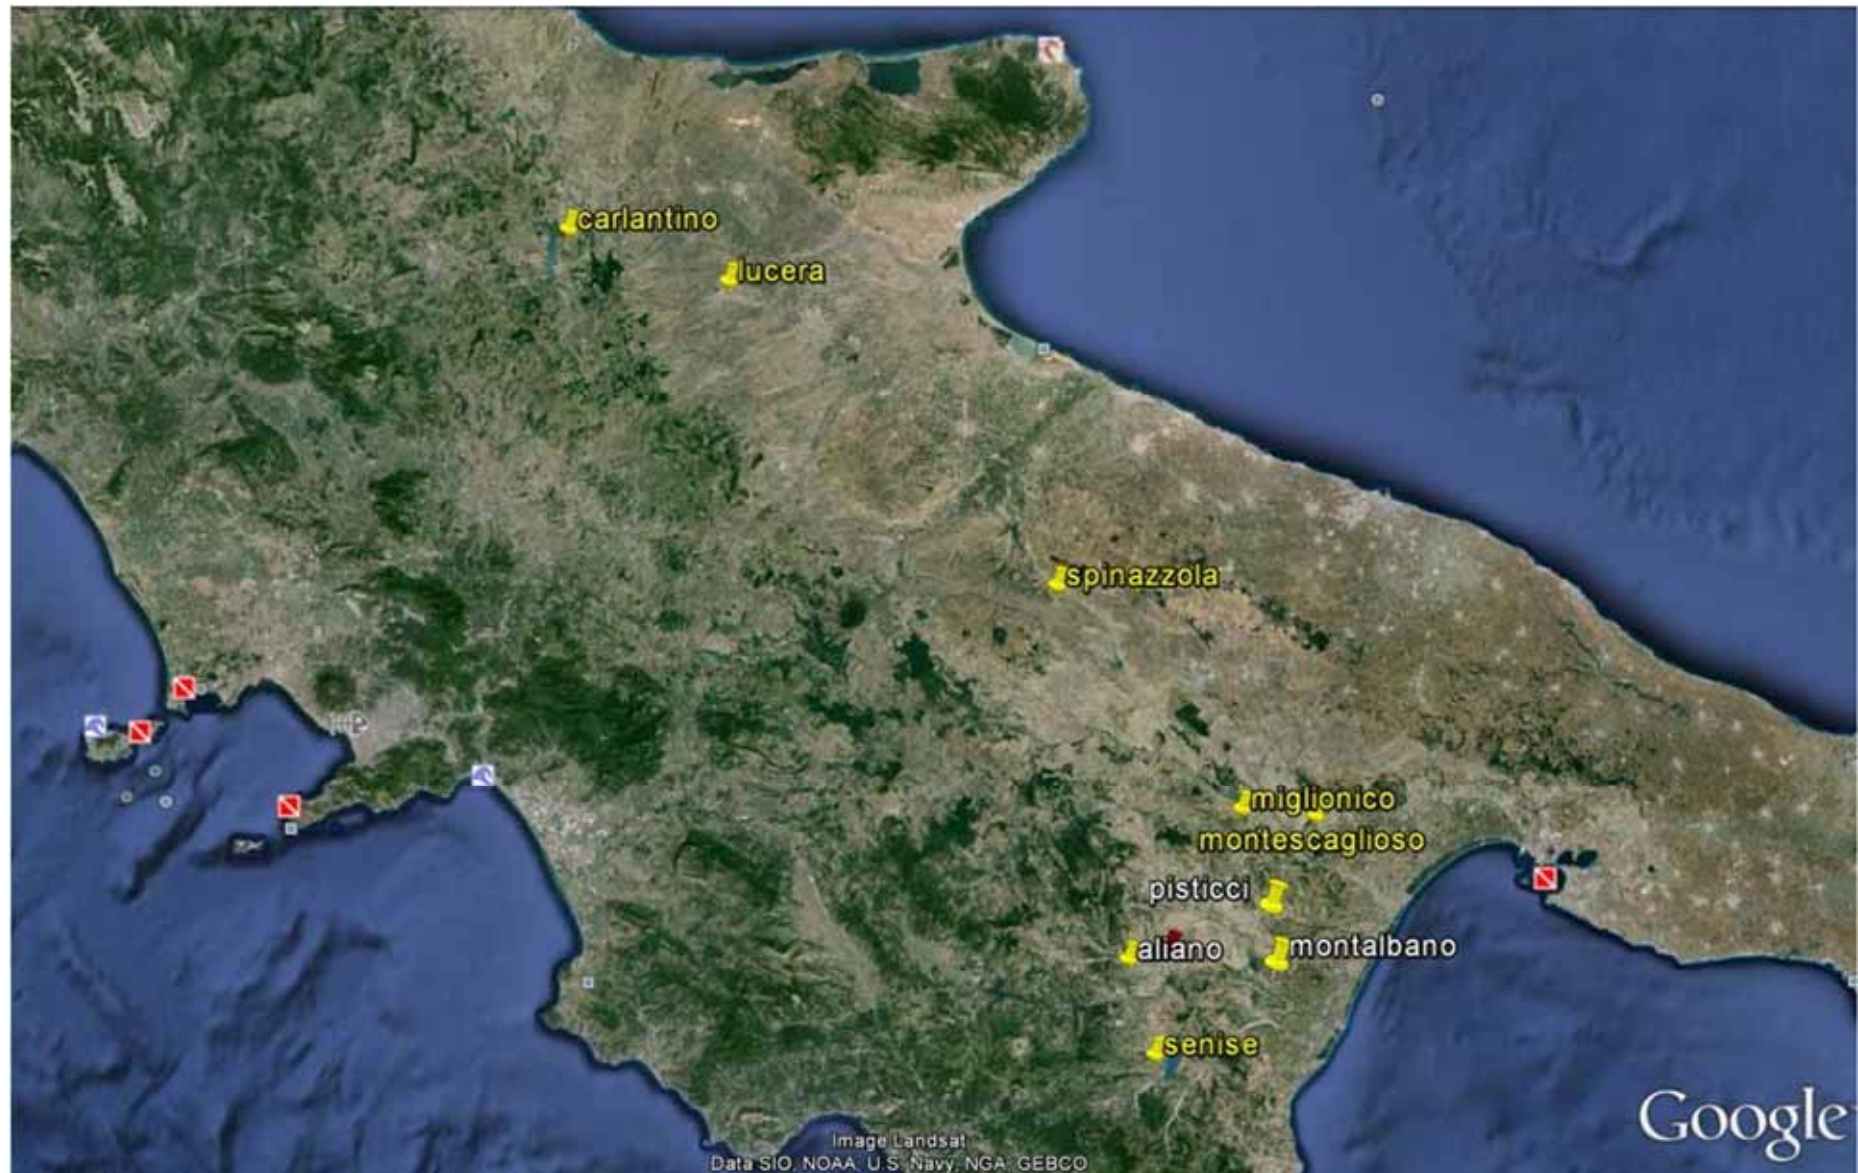 carlantino
lucera
spinazzola
miglionico
montescaglioso
pisticci
aliano
montalbano
senise
Google
Image Landsat
Data SIO, NOAA, U.S. Navy, NGA, GEBCO